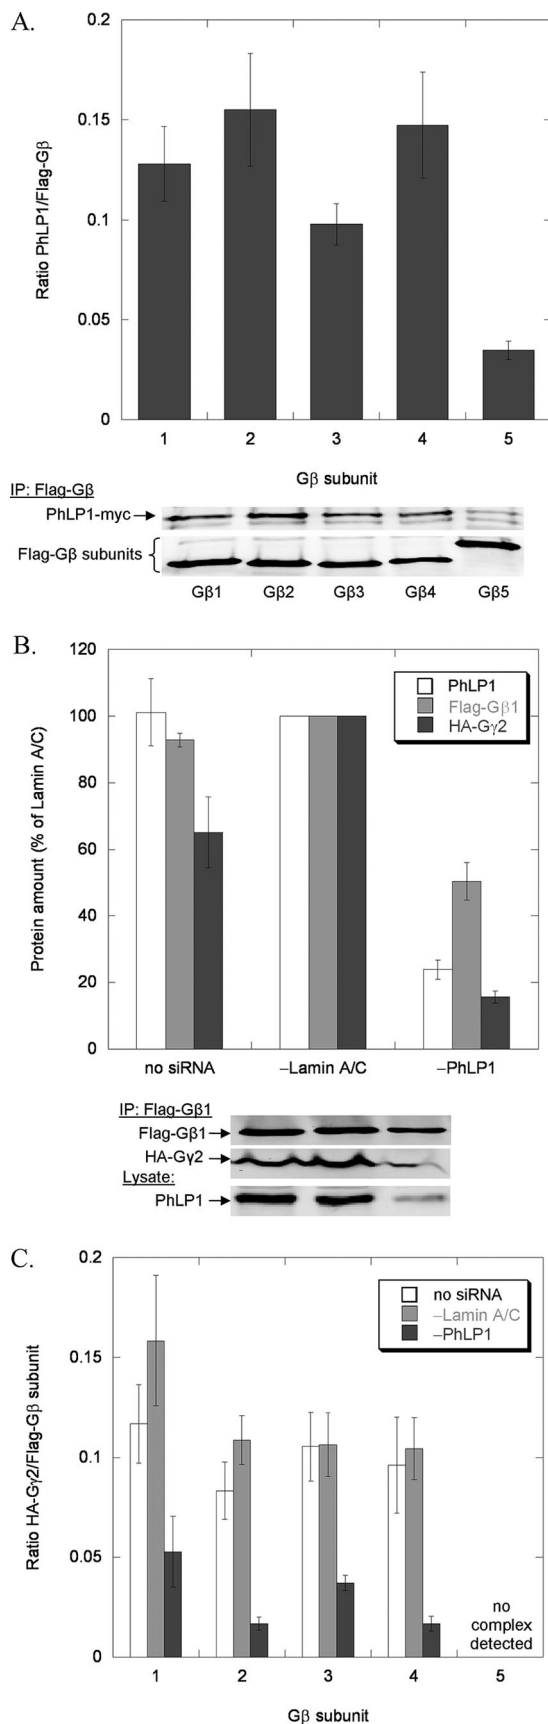 A.
0.2
0.15
0.1
0.05
0
Ratio PhLP1/Flag-Gβ
1 2 3 4 5
Gβ subunit
IP: Flag-Gβ
PhLP1-myc
Flag-Gβ subunits
Gβ1 Gβ2 Gβ3 Gβ4 Gβ5
B.
120
100
80
60
40
20
0
Protein amount (% of Lamin A/C)
PhLP1
Flag-Gβ1
HA-Gγ2
no siRNA –Lamin A/C –PhLP1
IP: Flag-Gβ1
Flag-Gβ1
HA-Gγ2
Lysate:
PhLP1
C.
0.2
0.15
0.1
0.05
0
Ratio HA-Gγ2/Flag-Gβ subunit
no siRNA
–Lamin A/C
–PhLP1
no
complex
detected
1 2 3 4 5
Gβ subunit